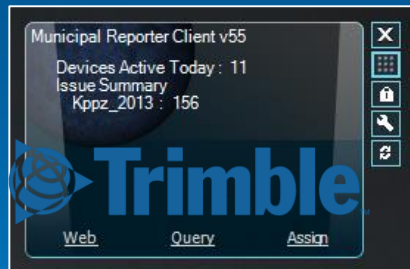 Municipal Reporter Client v55
Devices Active Today : 11
Issue Summary
Kppz_2013 : 156
Trimble
Web Query Assign